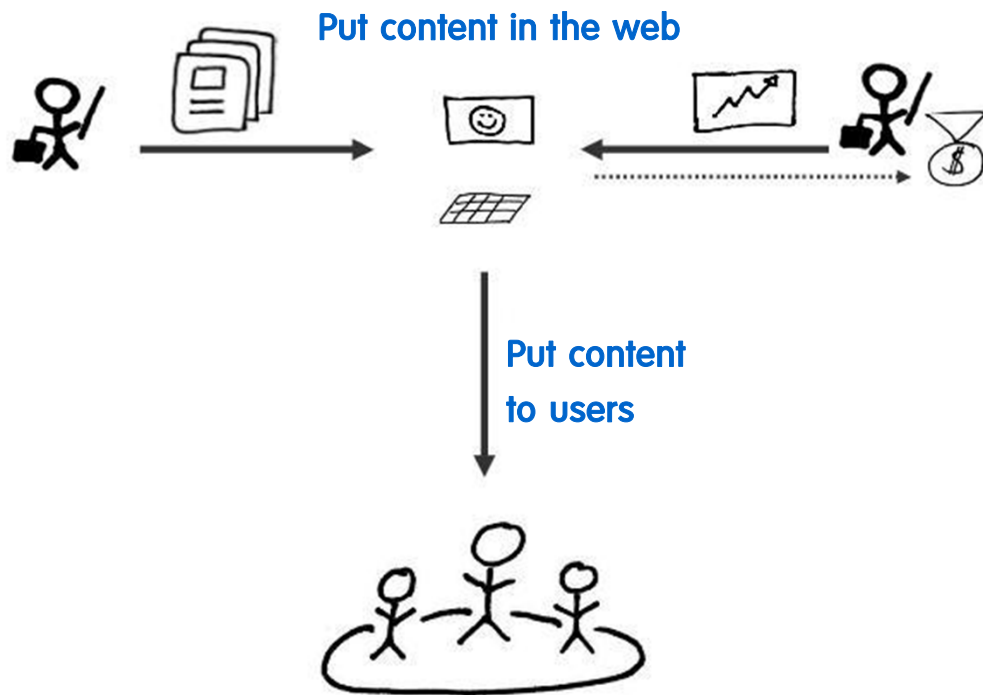 Put content in the web
$
Put content
to users